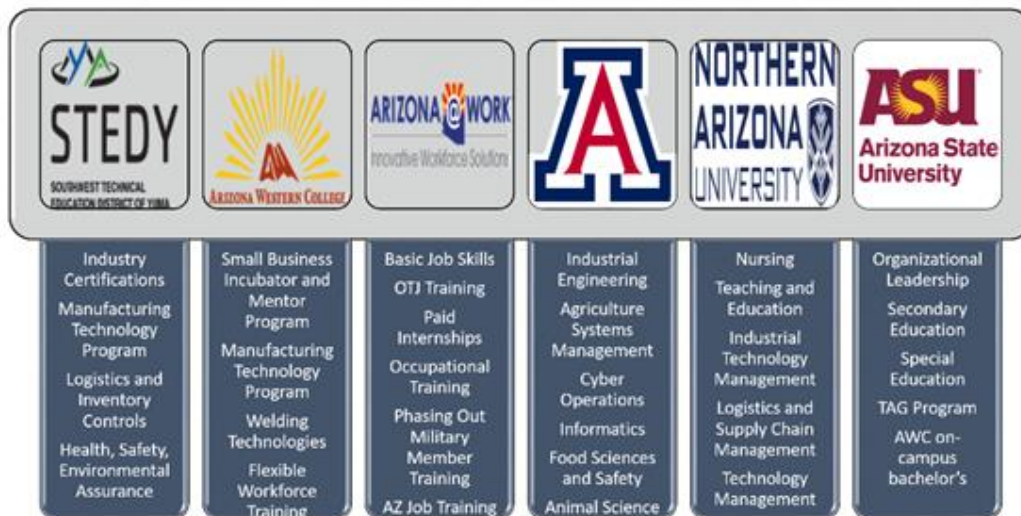 STEDY
SOUTHWEST TECHNICAL
EDUCATION DISTRICT OF YUMA
ARIZONA WESTERN COLLEGE
ARIZONA@WORK
Innovative Workforce Solutions
A
NORTHERN
ARIZONA
UNIVERSITY
ASU
Arizona State
University
Industry
Certifications
Manufacturing
Technology
Program
Logistics and
Inventory
Controls
Health, Safety,
Environmental
Assurance
Small Business
Incubator and
Mentor
Program
Manufacturing
Technology
Program
Welding
Technologies
Flexible
Workforce
Training
Basic Job Skills
OTJ Training
Paid
Internships
Occupational
Training
Phasing Out
Military
Member
Training
AZ Job Training
Industrial
Engineering
Agriculture
Systems
Management
Cyber
Operations
Informatics
Food Sciences
and Safety
Animal Science
Nursing
Teaching and
Education
Industrial
Technology
Management
Logistics and
Supply Chain
Management
Technology
Management
Organizational
Leadership
Secondary
Education
Special
Education
TAG Program
AWC on-
campus
bachelor's